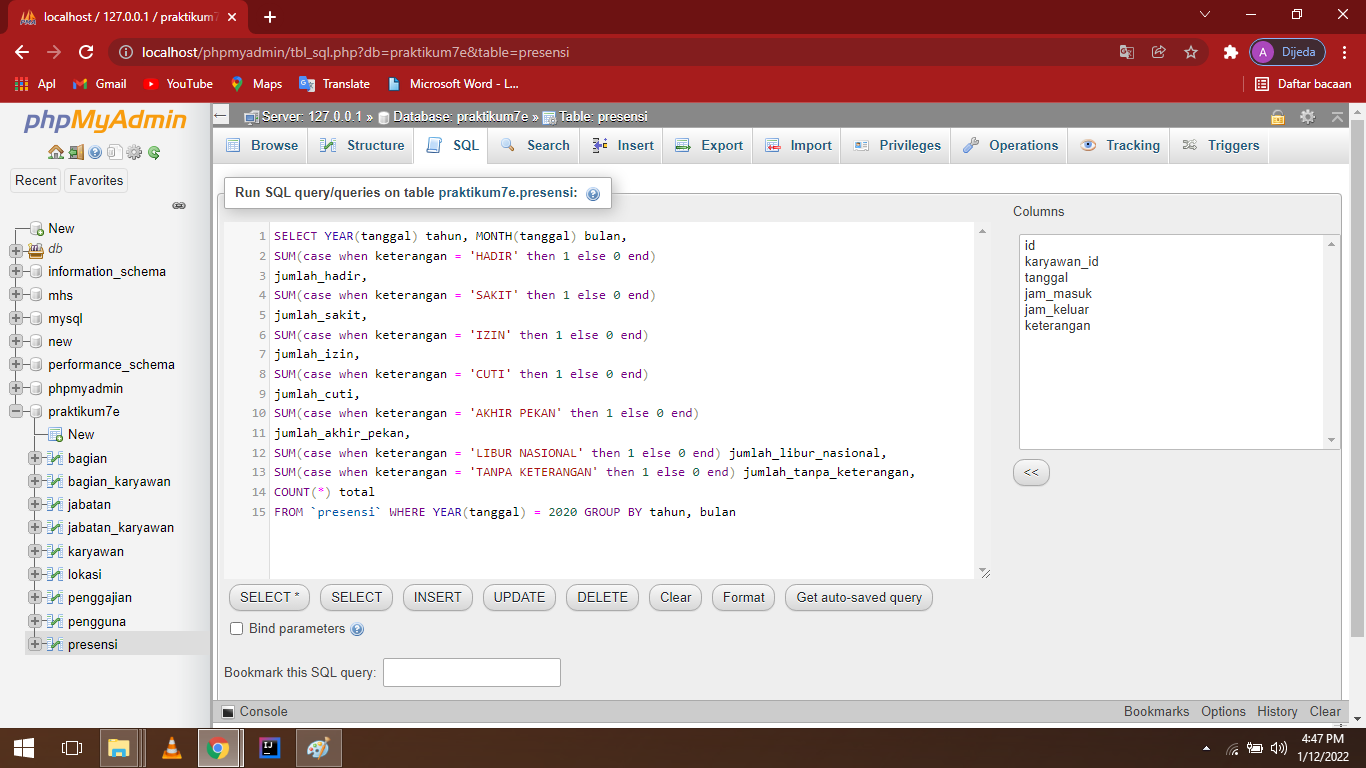 localhost / 127.0.0.1 / praktikum7
localhost/phpmyadmin/tbl_sql.php?db=praktikum7e&table=presensi
A Dijeda
Apl Gmail YouTube Maps Translate Microsoft Word - L... Daftar bacaan
phpMyAdmin
Recent Favorites
New
db
information_schema
mhs
mysql
new
performance_schema
phpmyadmin
praktikum7e
New
bagian
bagian_karyawan
jabatan
jabatan_karyawan
karyawan
lokasi
penggajian
pengguna
presensi
Server: 127.0.0.1 » Database: praktikum7e » Table: presensi
Browse Structure SQL Search Insert Export Import Privileges Operations Tracking Triggers
Run SQL query/queries on table praktikum7e.presensi:
1 SELECT YEAR(tanggal) tahun, MONTH(tanggal) bulan,
2 SUM(case when keterangan = 'HADIR' then 1 else 0 end)
3 jumlah_hadir,
4 SUM(case when keterangan = 'SAKIT' then 1 else 0 end)
5 jumlah_sakit,
6 SUM(case when keterangan = 'IZIN' then 1 else 0 end)
7 jumlah_izin,
8 SUM(case when keterangan = 'CUTI' then 1 else 0 end)
9 jumlah_cuti,
10 SUM(case when keterangan = 'AKHIR PEKAN' then 1 else 0 end)
11 jumlah_akhir_pekan,
12 SUM(case when keterangan = 'LIBUR NASIONAL' then 1 else 0 end) jumlah_libur_nasional,
13 SUM(case when keterangan = 'TANPA KETERANGAN' then 1 else 0 end) jumlah_tanpa_keterangan,
14 COUNT(*) total
15 FROM `presensi` WHERE YEAR(tanggal) = 2020 GROUP BY tahun, bulan
Columns
id
karyawan_id
tanggal
jam_masuk
jam_keluar
keterangan
<<
SELECT * SELECT INSERT UPDATE DELETE Clear Format Get auto-saved query
Bind parameters
Bookmark this SQL query:
Console Bookmarks Options History Clear
4:47 PM
1/12/2022